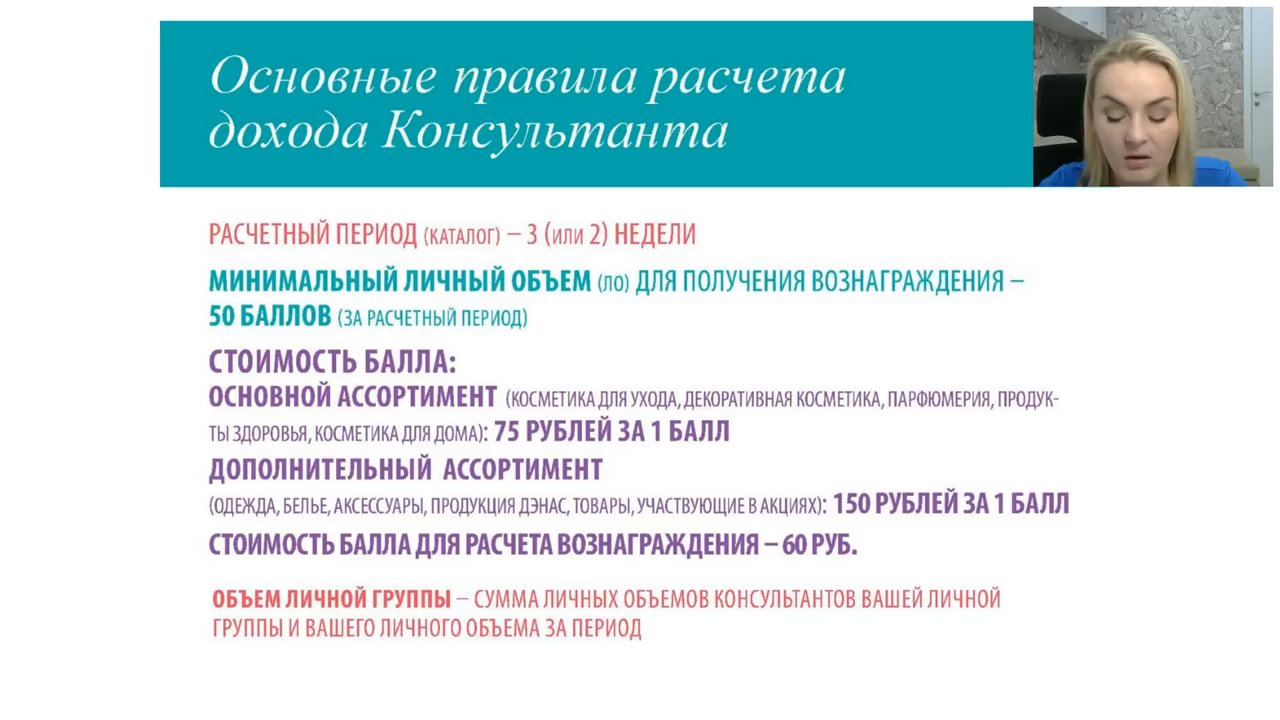 Основные правила расчета
дохода Консультанта
РАСЧЕТНЫЙ ПЕРИОД (КАТАЛОГ) – 3 (ИЛИ 2) НЕДЕЛИ
МИНИМАЛЬНЫЙ ЛИЧНЫЙ ОБЪЕМ (ЛО) ДЛЯ ПОЛУЧЕНИЯ ВОЗНАГРАЖДЕНИЯ –
50 БАЛЛОВ (ЗА РАСЧЕТНЫЙ ПЕРИОД)
СТОИМОСТЬ БАЛЛА:
ОСНОВНОЙ АССОРТИМЕНТ (КОСМЕТИКА ДЛЯ УХОДА, ДЕКОРАТИВНАЯ КОСМЕТИКА, ПАРФЮМЕРИЯ, ПРОДУК-
ТЫ ЗДОРОВЬЯ, КОСМЕТИКА ДЛЯ ДОМА): 75 РУБЛЕЙ ЗА 1 БАЛЛ
ДОПОЛНИТЕЛЬНЫЙ АССОРТИМЕНТ
(ОДЕЖДА, БЕЛЬЕ, АКСЕССУАРЫ, ПРОДУКЦИЯ ДЭНАС, ТОВАРЫ, УЧАСТВУЮЩИЕ В АКЦИЯХ): 150 РУБЛЕЙ ЗА 1 БАЛЛ
СТОИМОСТЬ БАЛЛА ДЛЯ РАСЧЕТА ВОЗНАГРАЖДЕНИЯ – 60 РУБ.
ОБЪЕМ ЛИЧНОЙ ГРУППЫ – СУММА ЛИЧНЫХ ОБЪЕМОВ КОНСУЛЬТАНТОВ ВАШЕЙ ЛИЧНОЙ
ГРУППЫ И ВАШЕГО ЛИЧНОГО ОБЪЕМА ЗА ПЕРИОД